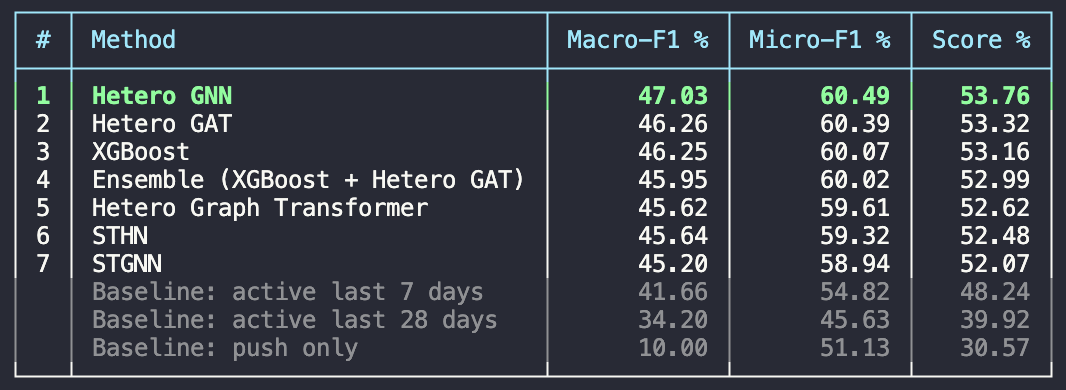 # Method Macro-F1 % Micro-F1 % Score %
1 Hetero GNN 47.03 60.49 53.76
2 Hetero GAT 46.26 60.39 53.32
3 XGBoost 46.25 60.07 53.16
4 Ensemble (XGBoost + Hetero GAT) 45.95 60.02 52.99
5 Hetero Graph Transformer 45.62 59.61 52.62
6 STHN 45.64 59.32 52.48
7 STGNN 45.20 58.94 52.07
Baseline: active last 7 days 41.66 54.82 48.24
Baseline: active last 28 days 34.20 45.63 39.92
Baseline: push only 10.00 51.13 30.57